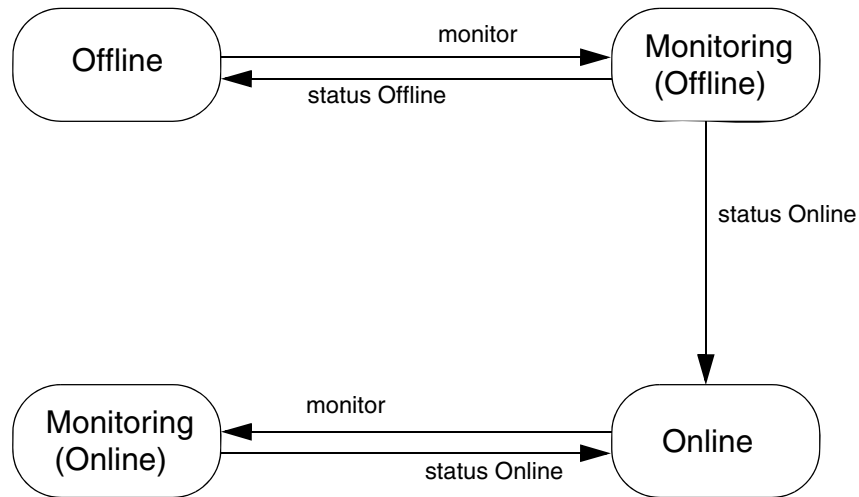 Offline
monitor
status Offline
Monitoring
(Offline)
status Online
Monitoring
(Online)
monitor
status Online
Online